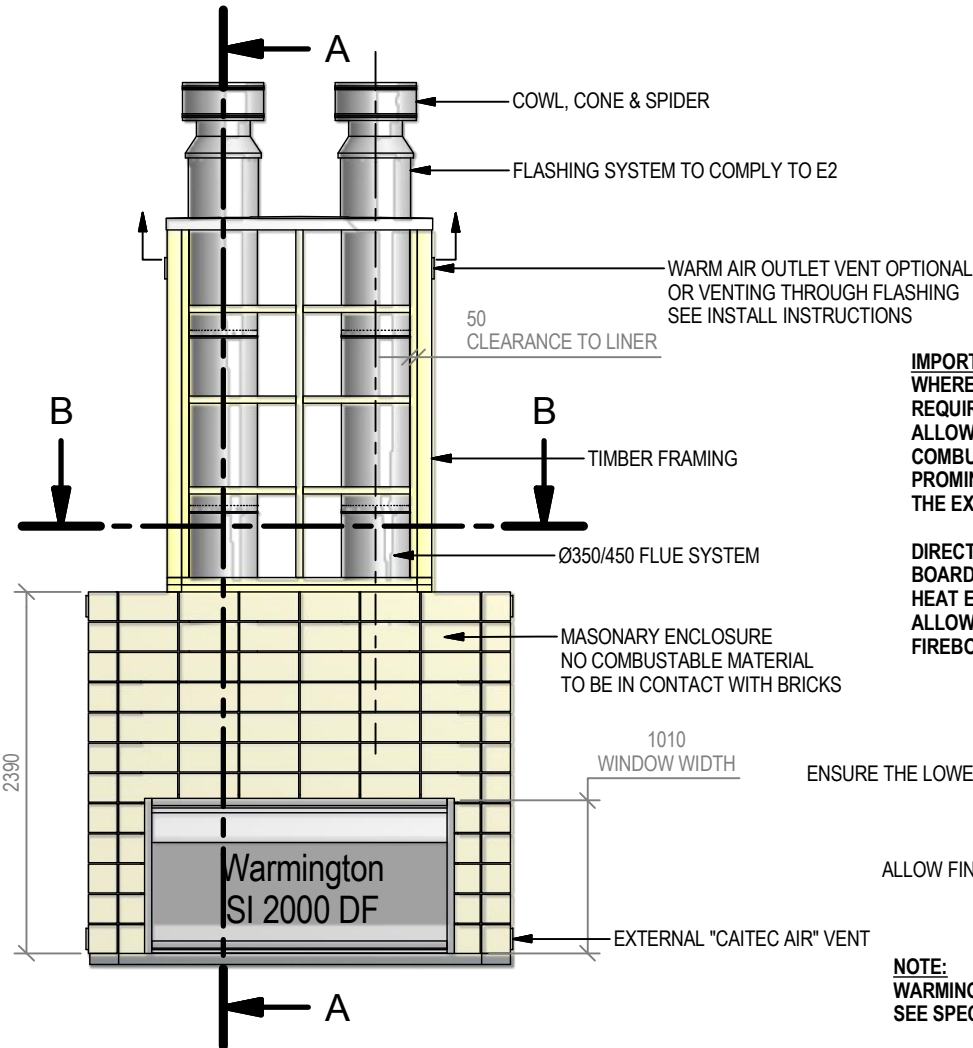 A
COWL, CONE & SPIDER
FLASHING SYSTEM TO COMPLY TO E2
WARM AIR OUTLET VENT OPTIONAL
OR VENTING THROUGH FLASHING
SEE INSTALL INSTRUCTIONS
50
CLEARANCE TO LINER
IMPORT
WHERE
REQUIR
ALLOW
COMBU
PROMIN
THE EX
B
B
TIMBER FRAMING
Ø350/450 FLUE SYSTEM
DIRECT
BOARD
HEAT E
ALLOW
FIREBO
MASONARY ENCLOSURE
NO COMBUSTABLE MATERIAL
TO BE IN CONTACT WITH BRICKS
2390
1010
WINDOW WIDTH
ENSURE THE LOWE
Warmington
SI 2000 DF
ALLOW FIN
EXTERNAL "CAITEC AIR" VENT
NOTE:
WARMING
SEE SPEC
A